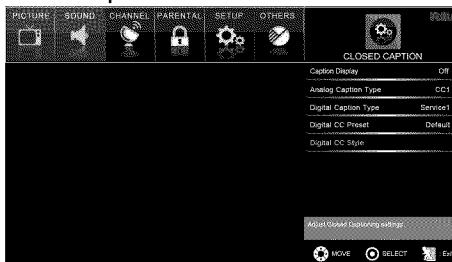 PICTURE SOUND CHANNEL PARENTAL SETUP OTHERS
CLOSED CAPTION
Caption Display Off
Analog Caption Type CC1
Digital Caption Type Service1
Digital CC Preset Default
Digital CC Style
Adjust Closed Captioning settings.
MOVE SELECT Exit